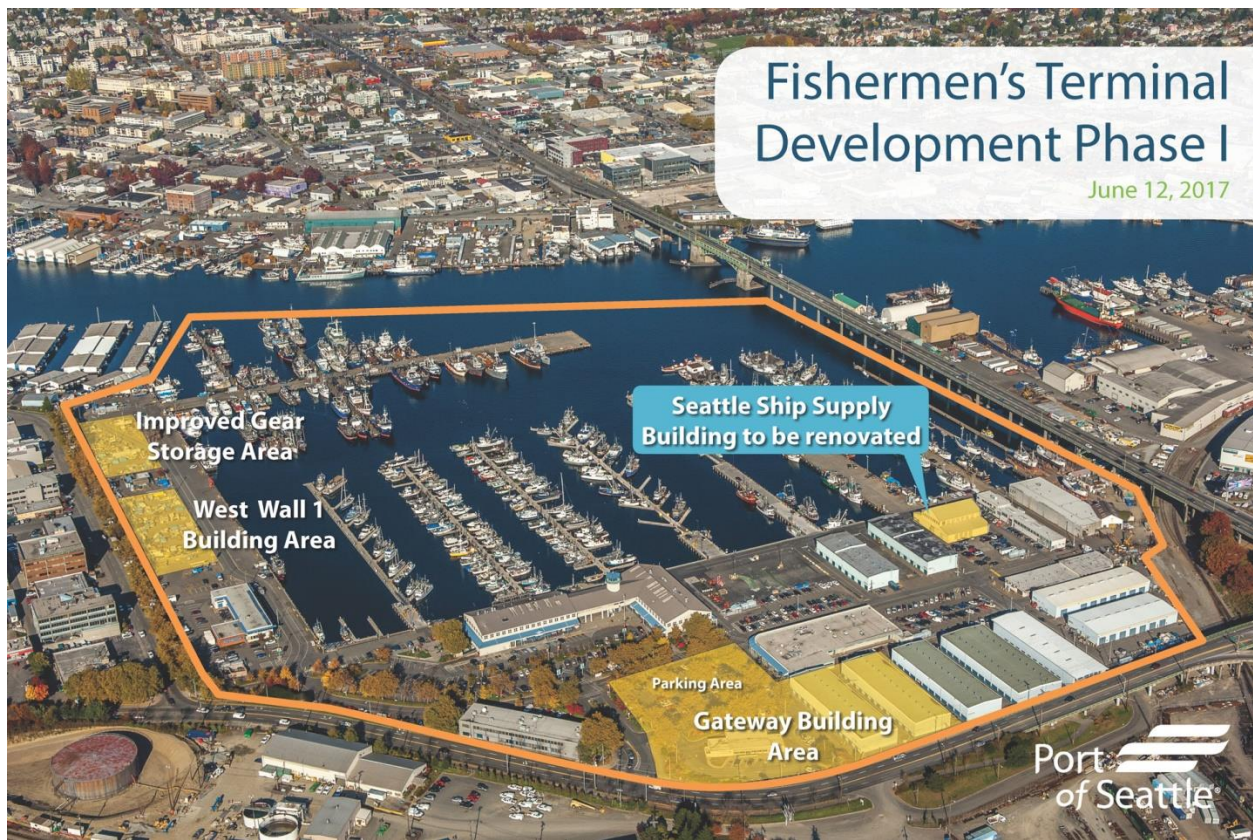 Fishermen's Terminal
Development Phase I
June 12, 2017
Improved Gear
Storage Area
Seattle Ship Supply
Building to be renovated
West Wall 1
Building Area
Parking Area
Gateway Building
Area
Port
of Seattle®